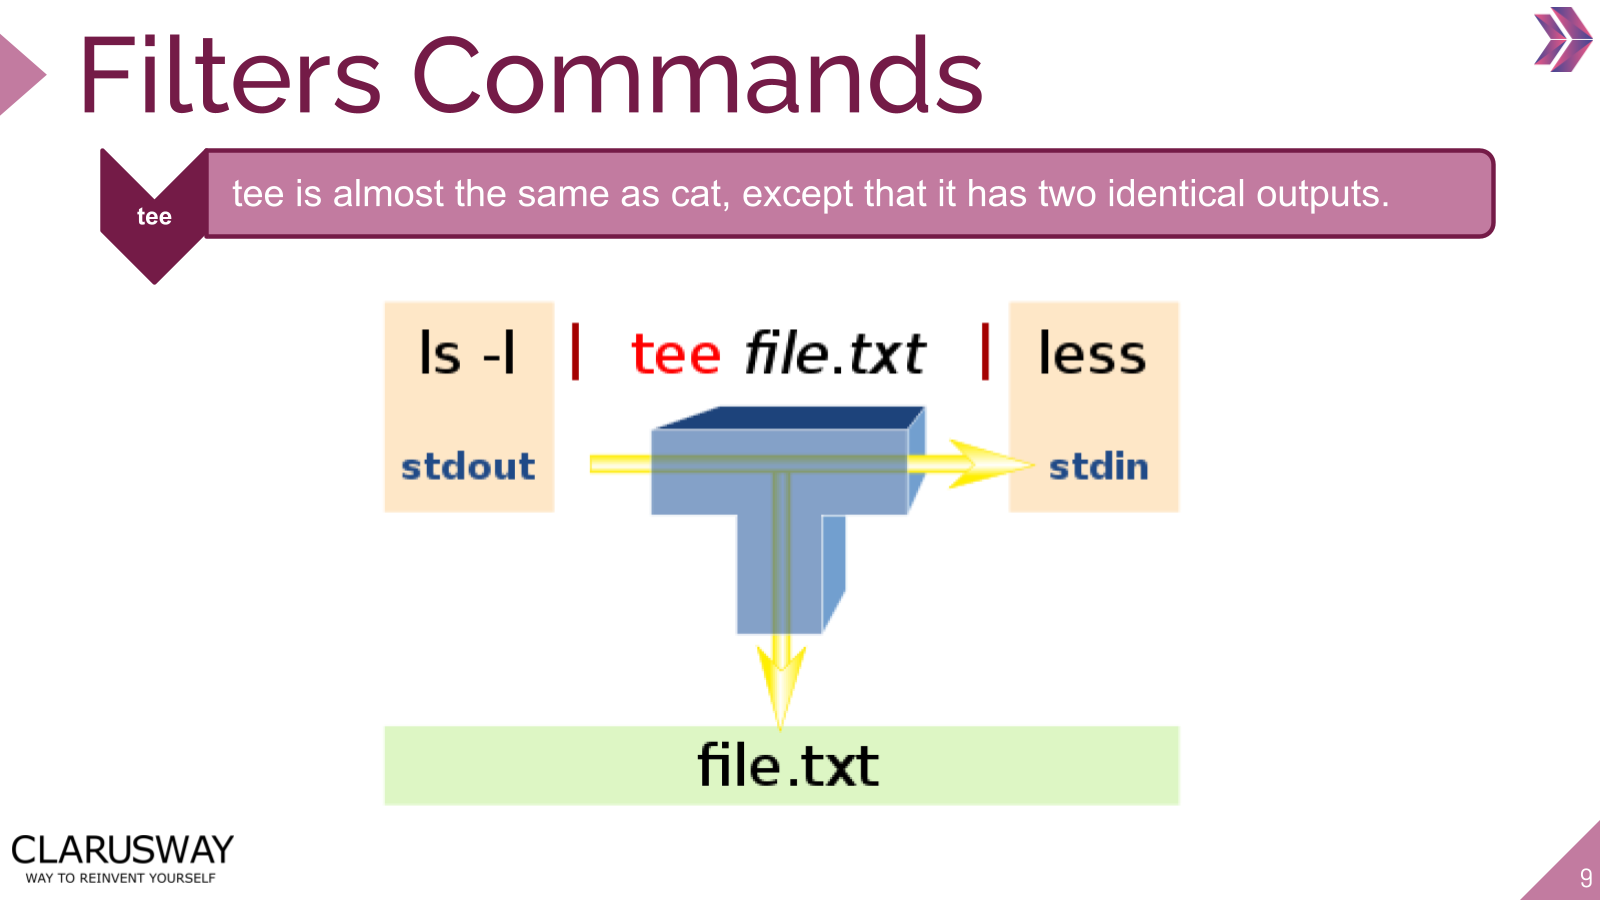 Filters Commands
tee
tee is almost the same as cat, except that it has two identical outputs.
ls -l | tee file.txt | less
stdout stdin
file.txt
CLARUSWAY
WAY TO REINVENT YOURSELF
9